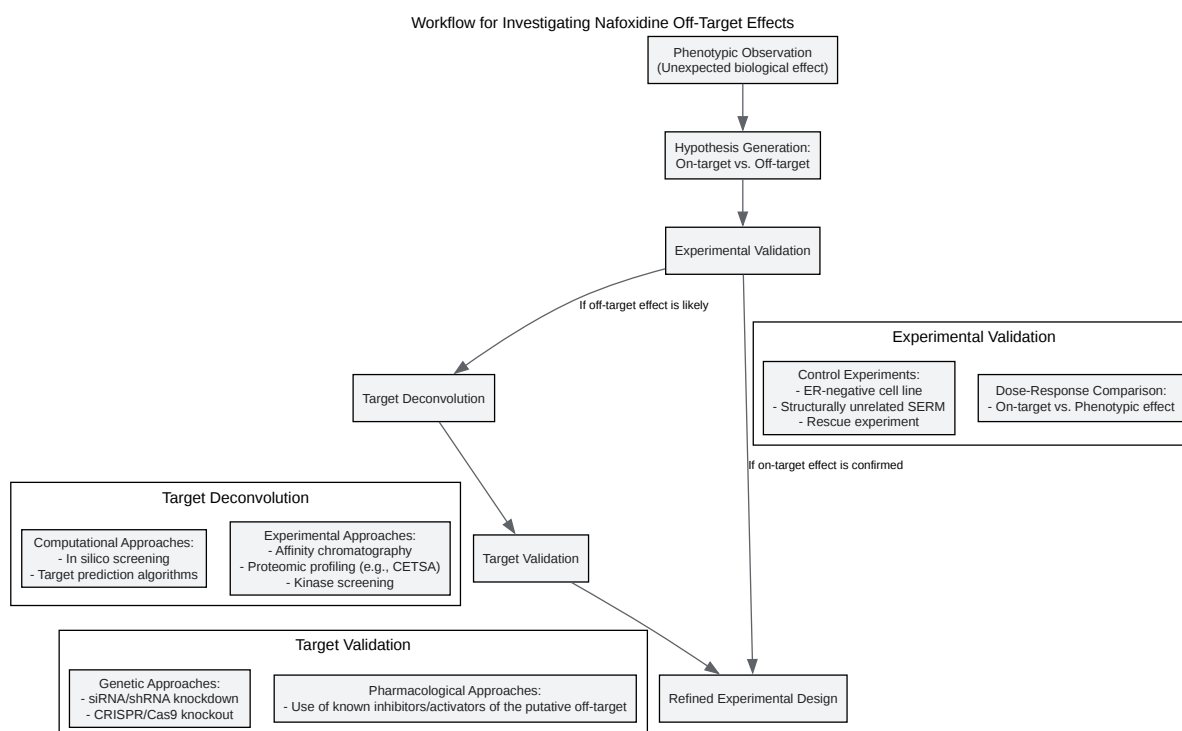 Workflow for Investigating Nafoxidine Off-Target Effects
Phenotypic Observation
(Unexpected biological effect)
Hypothesis Generation:
On-target vs. Off-target
Experimental Validation
If off-target effect is likely
Experimental Validation
Control Experiments:
- ER-negative cell line
- Structurally unrelated SERM
- Rescue experiment
Dose-Response Comparison:
- On-target vs. Phenotypic effect
Target Deconvolution
If on-target effect is confirmed
Target Deconvolution
Computational Approaches:
- In silico screening
- Target prediction algorithms
Experimental Approaches:
- Affinity chromatography
- Proteomic profiling (e.g., CETSA)
- Kinase screening
Target Validation
Target Validation
Genetic Approaches:
- siRNA/shRNA knockdown
- CRISPR/Cas9 knockout
Pharmacological Approaches:
- Use of known inhibitors/activators of the putative off-target
Refined Experimental Design